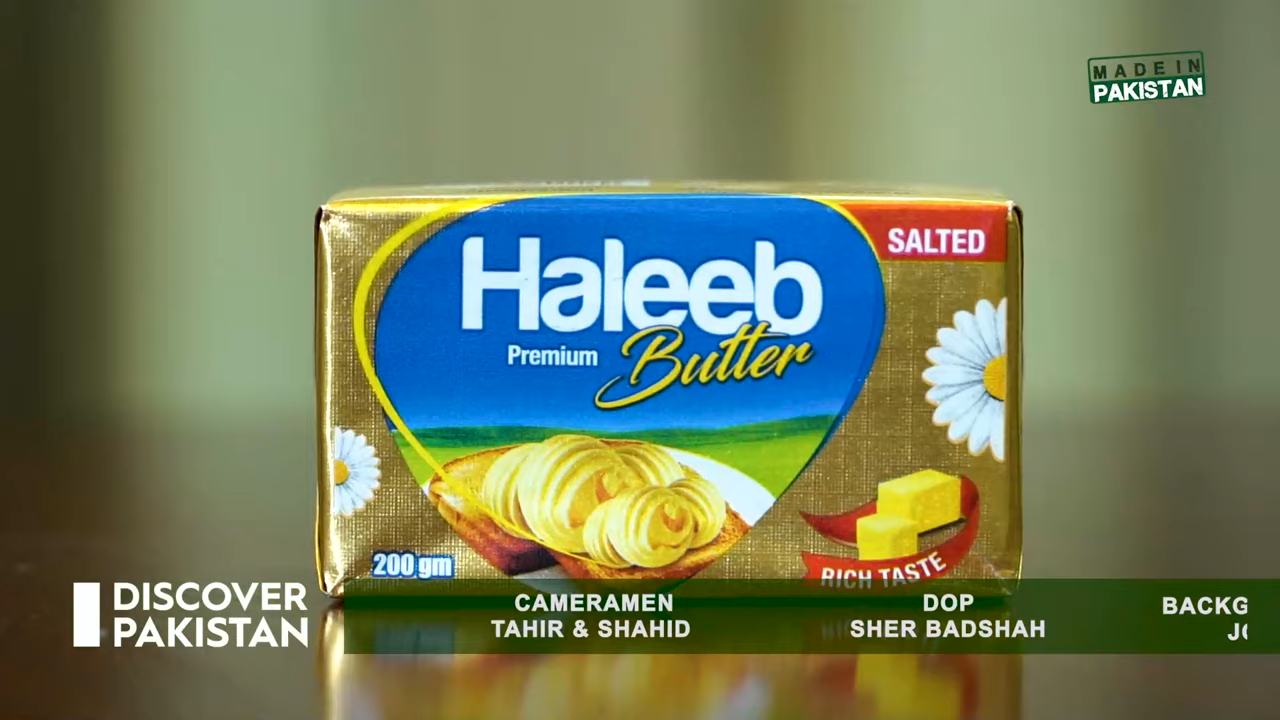 MADE IN
PAKISTAN
SALTED
Haleeb
Premium Butter
200 gm
RICH TASTE
DISCOVER
PAKISTAN
CAMERAMEN
TAHIR & SHAHID
DOP
SHER BADSHAH